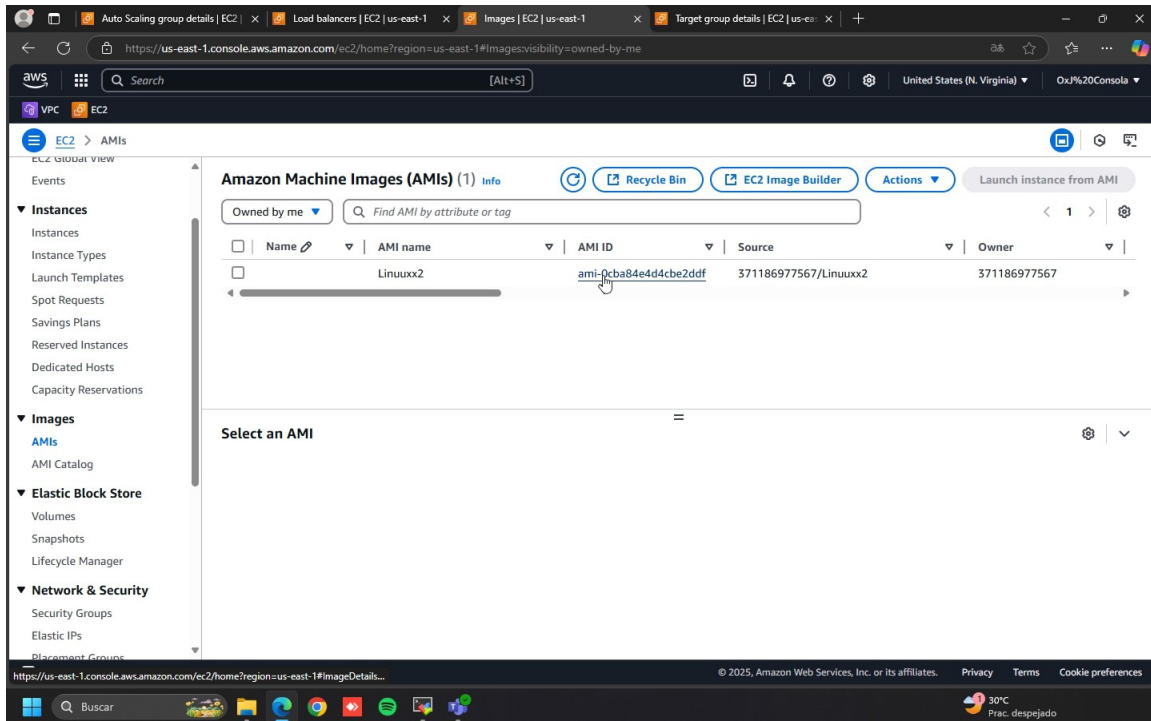 Auto Scaling group details | EC2 |
Load balancers | EC2 | us-east-1
Images | EC2 | us-east-1
Target group details | EC2 | us-eas
https://us-east-1.console.aws.amazon.com/ec2/home?region=us-east-1#Images:visibility=owned-by-me
aws
Search
[Alt+S]
United States (N. Virginia)
OxJ%20Consola
VPC
EC2
EC2 > AMIs
EC2 Global View
Events
Instances
Instances
Instance Types
Launch Templates
Spot Requests
Savings Plans
Reserved Instances
Dedicated Hosts
Capacity Reservations
Images
AMIs
AMI Catalog
Elastic Block Store
Volumes
Snapshots
Lifecycle Manager
Network & Security
Security Groups
Elastic IPs
Placement Groups
Amazon Machine Images (AMIs) (1) Info
Recycle Bin
EC2 Image Builder
Actions
Launch instance from AMI
Owned by me
Find AMI by attribute or tag
1
Name
AMI name
AMI ID
Source
Owner
Linuuxx2
ami-0cba84e4d4cbe2ddf
371186977567/Linuuxx2
371186977567
Select an AMI
https://us-east-1.console.aws.amazon.com/ec2/home?region=us-east-1#ImageDetails...
© 2025, Amazon Web Services, Inc. or its affiliates.
Privacy
Terms
Cookie preferences
Buscar
1
30°C
Prac. despejado